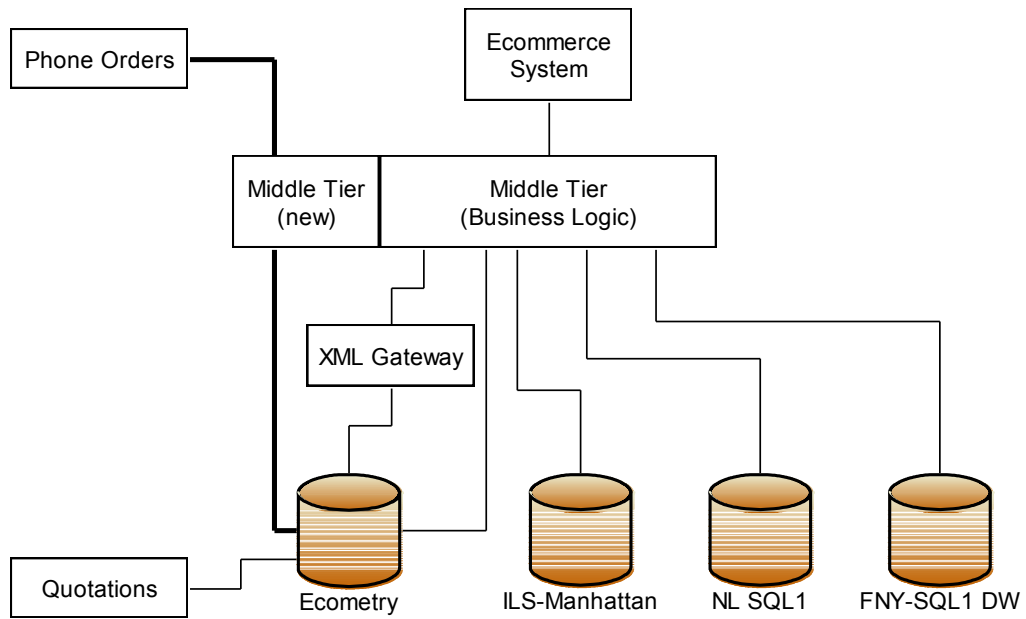 Phone Orders
Ecommerce
System
Middle Tier
(new)
Middle Tier
(Business Logic)
XML Gateway
Quotations
Ecometry
ILS-Manhattan
NL SQL1
FNY-SQL1 DW